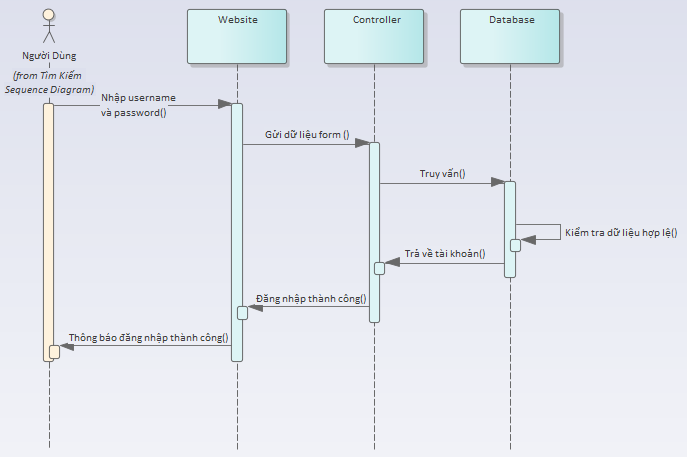 Website
Controller
Database
Người Dùng
(from Tìm Kiếm
Sequence Diagram)
Nhập username
và password()
Gửi dữ liệu form ()
Truy vấn()
Kiểm tra dữ liệu hợp lệ()
Trả về tài khoản()
Đăng nhập thành công()
Thông báo đăng nhập thành công()